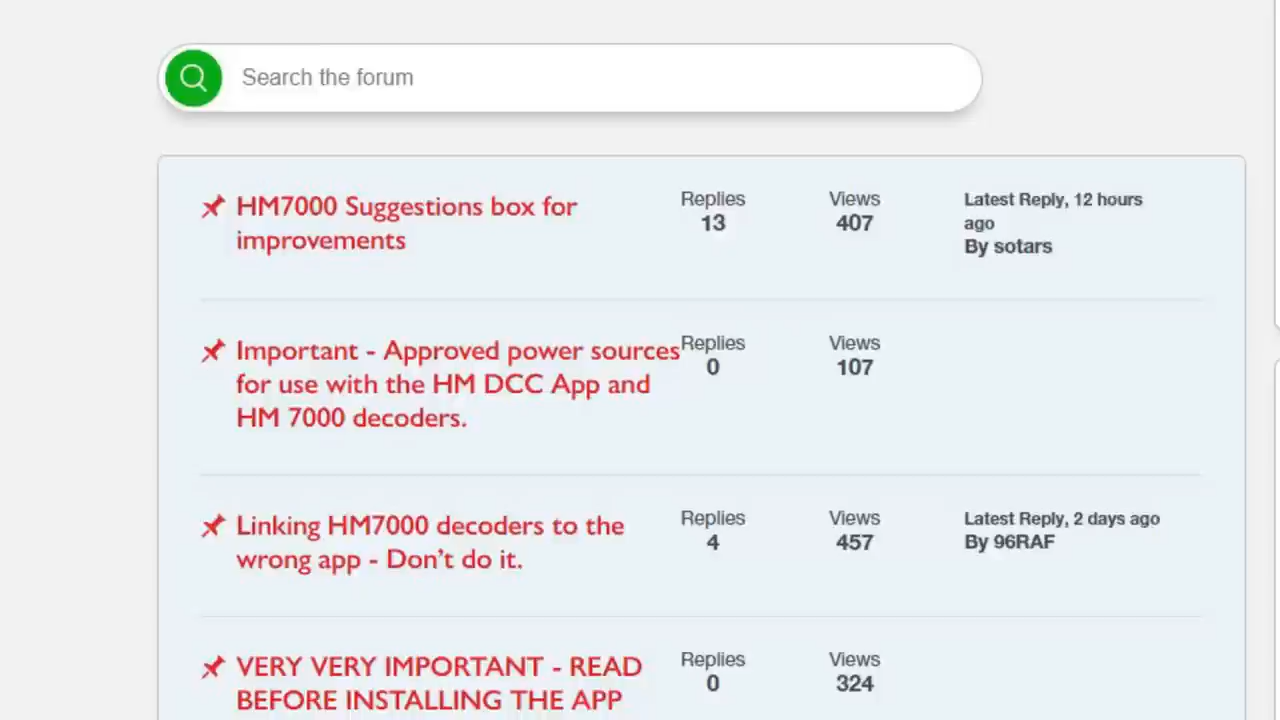 Search the forum
HM7000 Suggestions box for
improvements
Replies
13
Views
407
Latest Reply, 12 hours
ago
By sotars
Important - Approved power sources
for use with the HM DCC App and
HM 7000 decoders.
Replies
0
Views
107
Linking HM7000 decoders to the
wrong app - Don't do it.
Replies
4
Views
457
Latest Reply, 2 days ago
By 96RAF
VERY VERY IMPORTANT - READ
BEFORE INSTALLING THE APP
Replies
0
Views
324